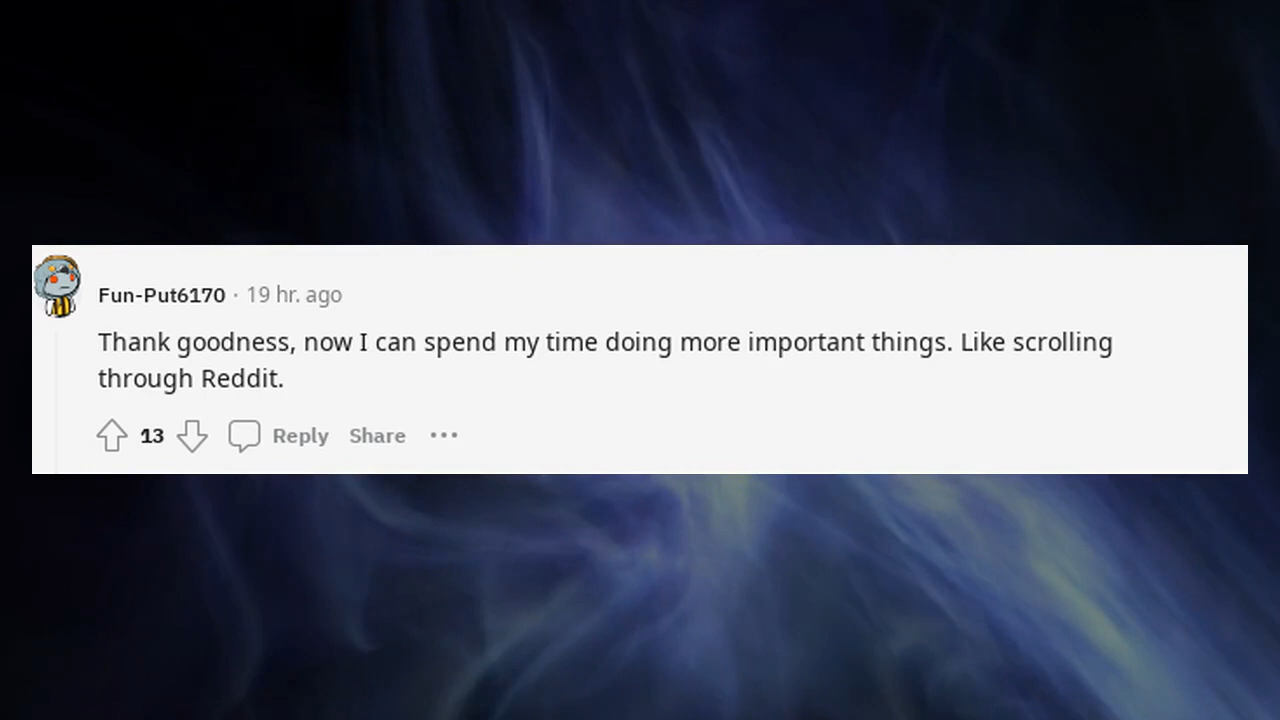 Fun-Put6170 · 19 hr. ago
Thank goodness, now I can spend my time doing more important things. Like scrolling
through Reddit.
13 Reply Share •••